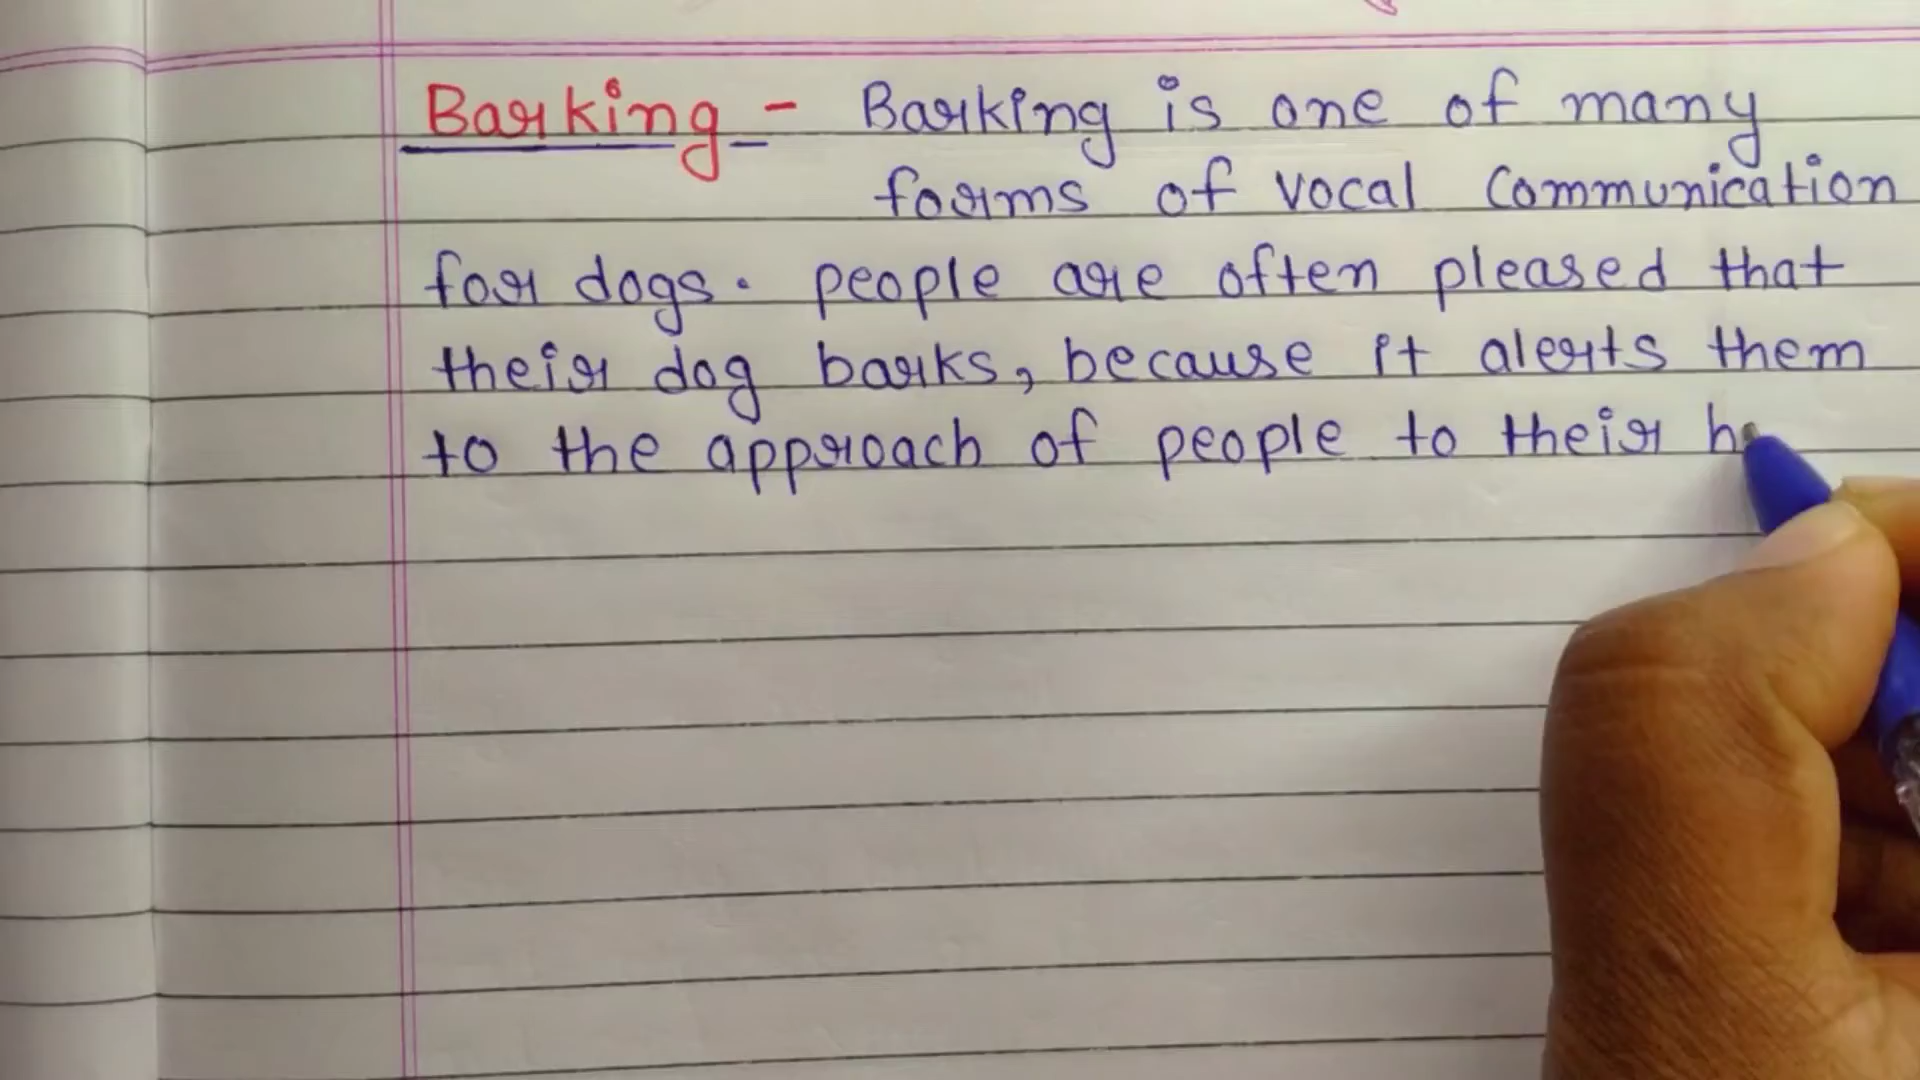 Barking - Barking is one of many
forms of vocal communication
for dogs. people are often pleased that
their dog barks, because it alerts them
to the approach of people to their h